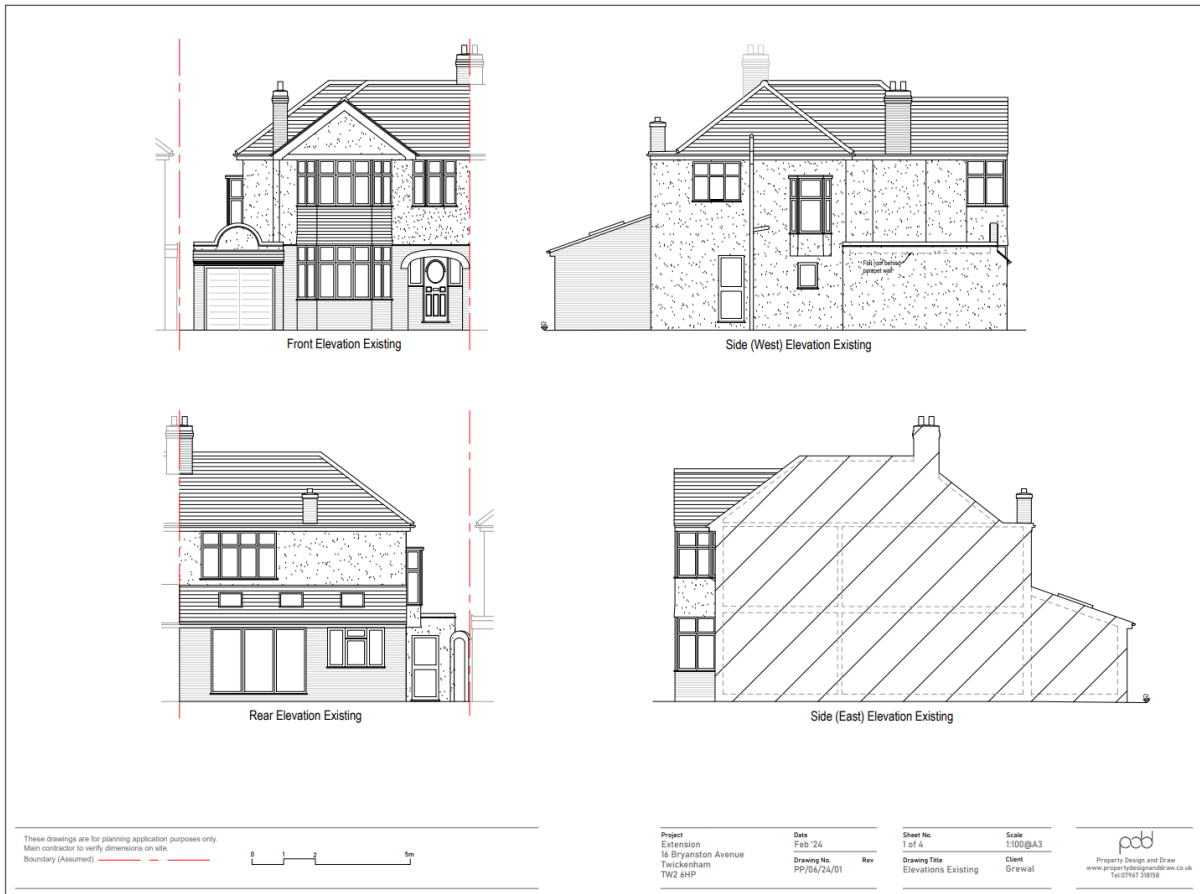 Front Elevation Existing
Flat roof behind
parapet wall
Side (West) Elevation Existing
Rear Elevation Existing
Side (East) Elevation Existing
These drawings are for planning application purposes only.
Main contractor to verify dimensions on site.
Boundary (Assumed)
0 1 2 5m
Project
Extension
16 Bryanston Avenue
Twickenham
TW2 6HP
Date
Feb '24
Drawing No. Rev
PP/06/24/01
Sheet No.
1 of 4
Scale
1:100@A3
Drawing Title
Elevations Existing
Client
Grewal
pdd
Property Design and Draw
www.propertydesignanddraw.co.uk
Tel:07967 318158